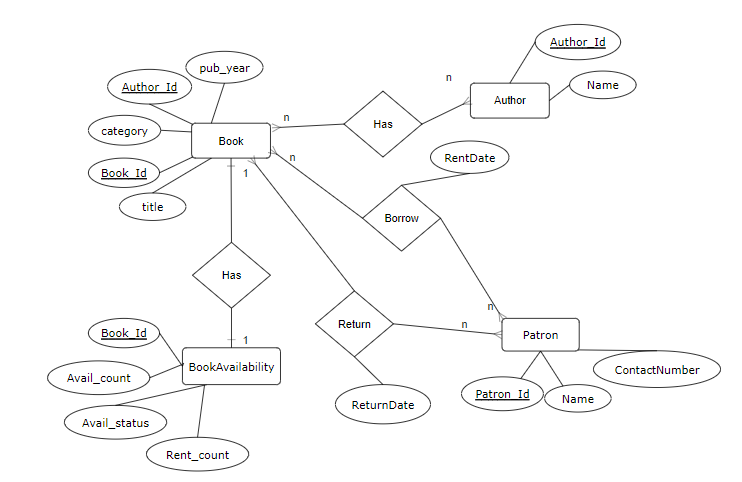 Author_Id
pub_year
Author_Id
n
Name
Author
category
n
Has
Book
RentDate
n
Book_Id
1
title
Borrow
Has
n
Return
n
Patron
Book_Id
1
BookAvailability
ContactNumber
Avail_count
Patron_Id
Name
ReturnDate
Avail_status
Rent_count